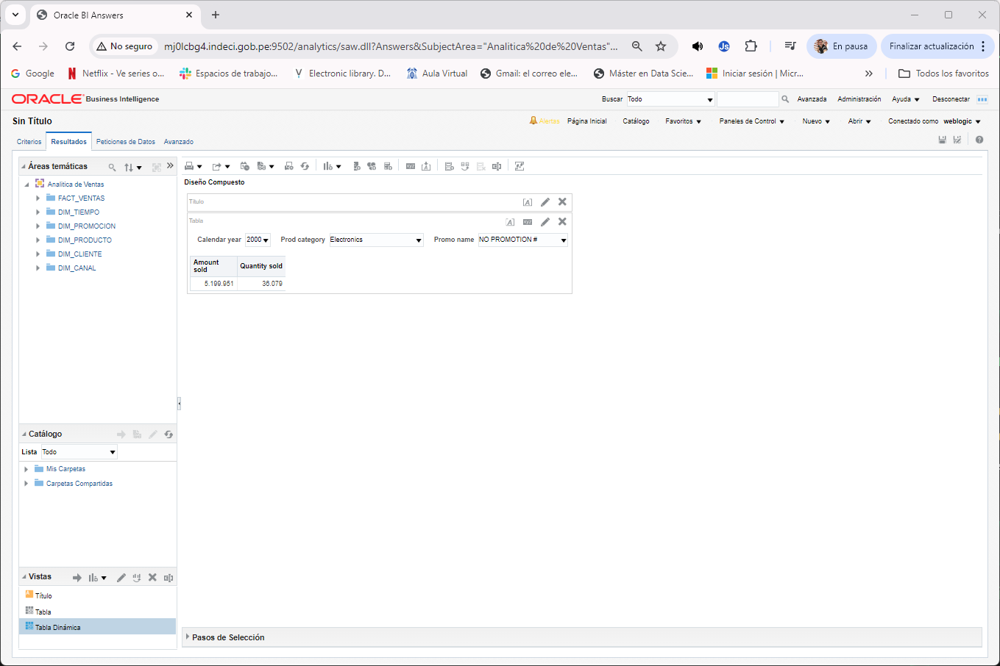 Oracle BI Answers
No seguro
mj0lcbg4.indeci.gob.pe:9502/analytics/saw.dll?Answers&SubjectArea="Analitica%20de%20Ventas"...
En pausa
Finalizar actualización
Google
Netflix - Ve series o...
Espacios de trabajo...
Electronic library. D...
Aula Virtual
Gmail: el correo ele...
Máster en Data Scie...
Iniciar sesión | Micr...
Todos los favoritos
ORACLE Business Intelligence
Buscar Todo
Avanzada
Administración
Ayuda
Desconectar
Sin Título
Alertas
Página Inicial
Catálogo
Favoritos
Paneles de Control
Nuevo
Abrir
Conectado como weblogic
Criterios
Resultados
Peticiones de Datos
Avanzado
Áreas temáticas
Analitica de Ventas
FACT_VENTAS
DIM_TIEMPO
DIM_PROMOCION
DIM_PRODUCTO
DIM_CLIENTE
DIM_CANAL
Diseño Compuesto
Título
Tabla
Calendar year 2000 Prod category Electronics Promo name NO PROMOTION #
Amount sold Quantity sold
5.199.951 36.079
Catálogo
Lista Todo
Mis Carpetas
Carpetas Compartidas
Vistas
Título
Tabla
Tabla Dinámica
Pasos de Selección